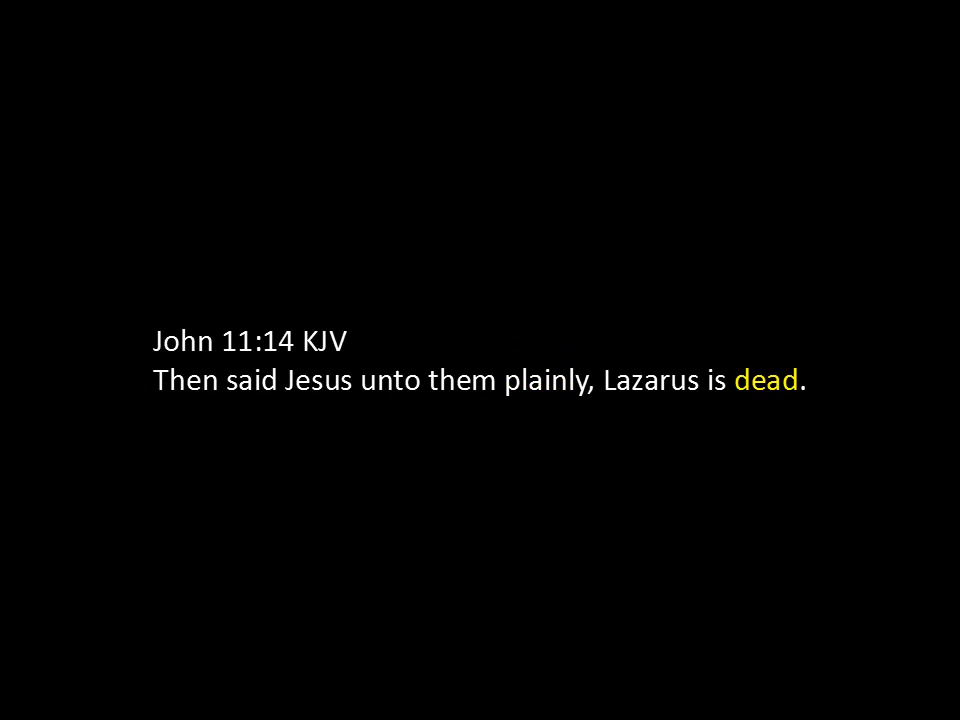 John 11:14 KJV
Then said Jesus unto them plainly, Lazarus is dead.